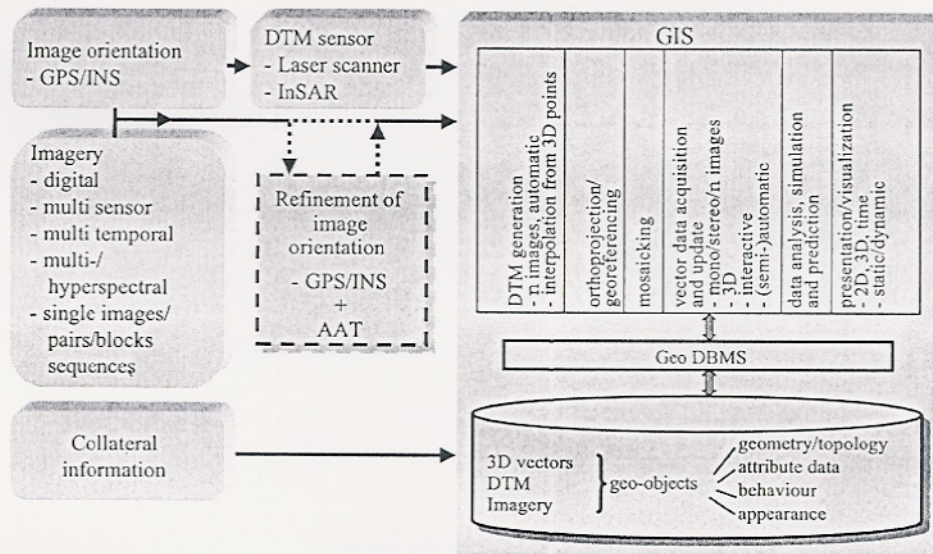 Image orientation
- GPS/INS
DTM sensor
- Laser scanner
- InSAR
Imagery
- digital
- multi sensor
- multi temporal
- multi-/
hyperspectral
- single images/
pairs/blocks
sequences
Refinement of
image
orientation
- GPS/INS
+
AAT
Collateral
information
GIS
DTM generation
- n images, automatic
- interpolation from 3D points
orthoprojection/
georeferencing
mosaicking
vector data acquisition
and update
- mono/stereo/n images
- 3D
- interactive
- (semi-)automatic
data analysis, simulation
and prediction
presentation/visualization
- 2D, 3D, time
- static/dynamic
Geo DBMS
3D vectors
DTM
Imagery
geo-objects
geometry/topology
attribute data
behaviour
appearance